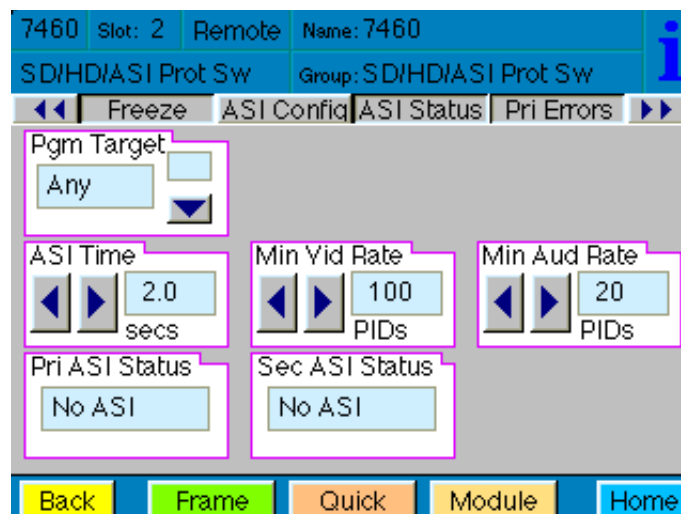 7460 Slot: 2 Remote Name: 7460 i
SD/HD/ASI Prot Sw Group: SD/HD/ASI Prot Sw
Freeze ASI Config ASI Status Pri Errors
Pgm Target
Any
ASI Time Min Vid Rate Min Aud Rate
2.0 100 20
secs PIDs PIDs
Pri ASI Status Sec ASI Status
No ASI No ASI
Back Frame Quick Module Home